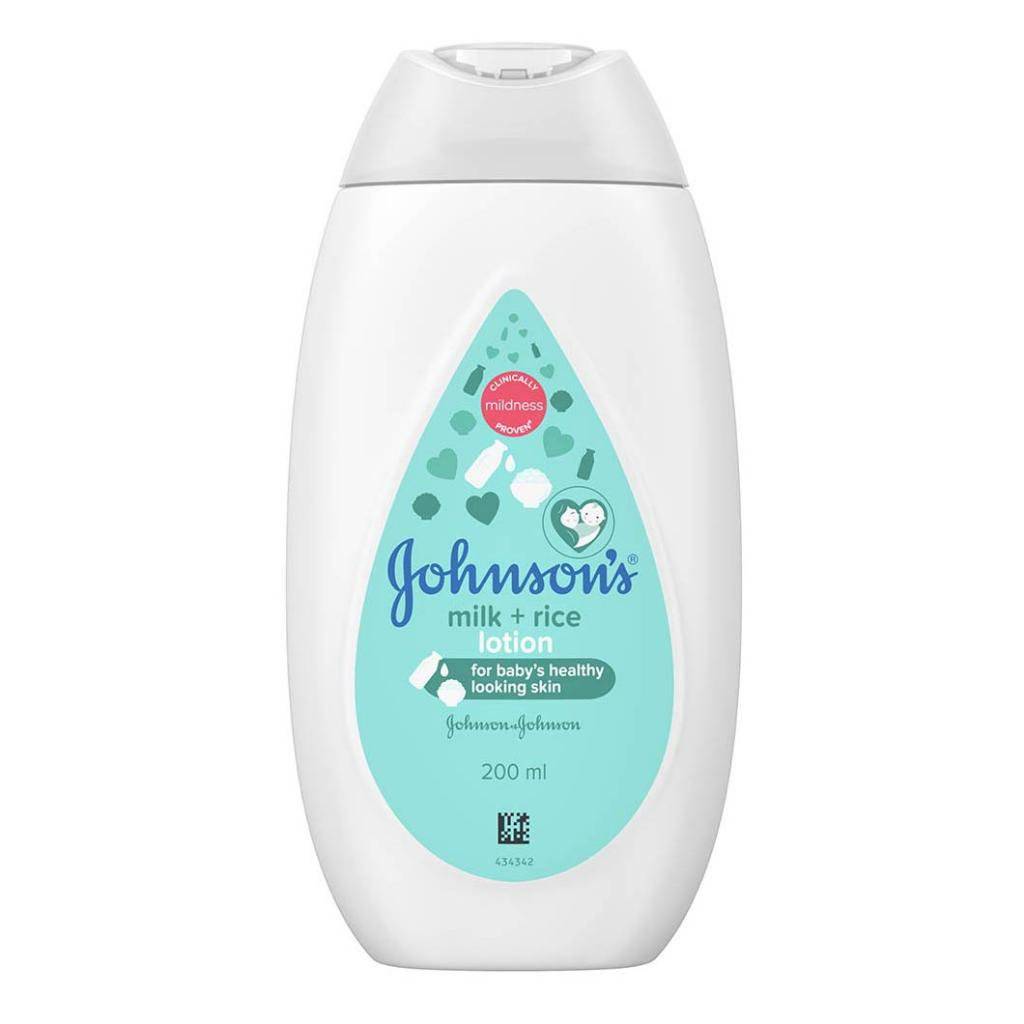 CLINICALLY
mildness
PROVEN*
Johnson's®
milk + rice
lotion
for baby's healthy
looking skin
Johnson & Johnson
200 ml
434342